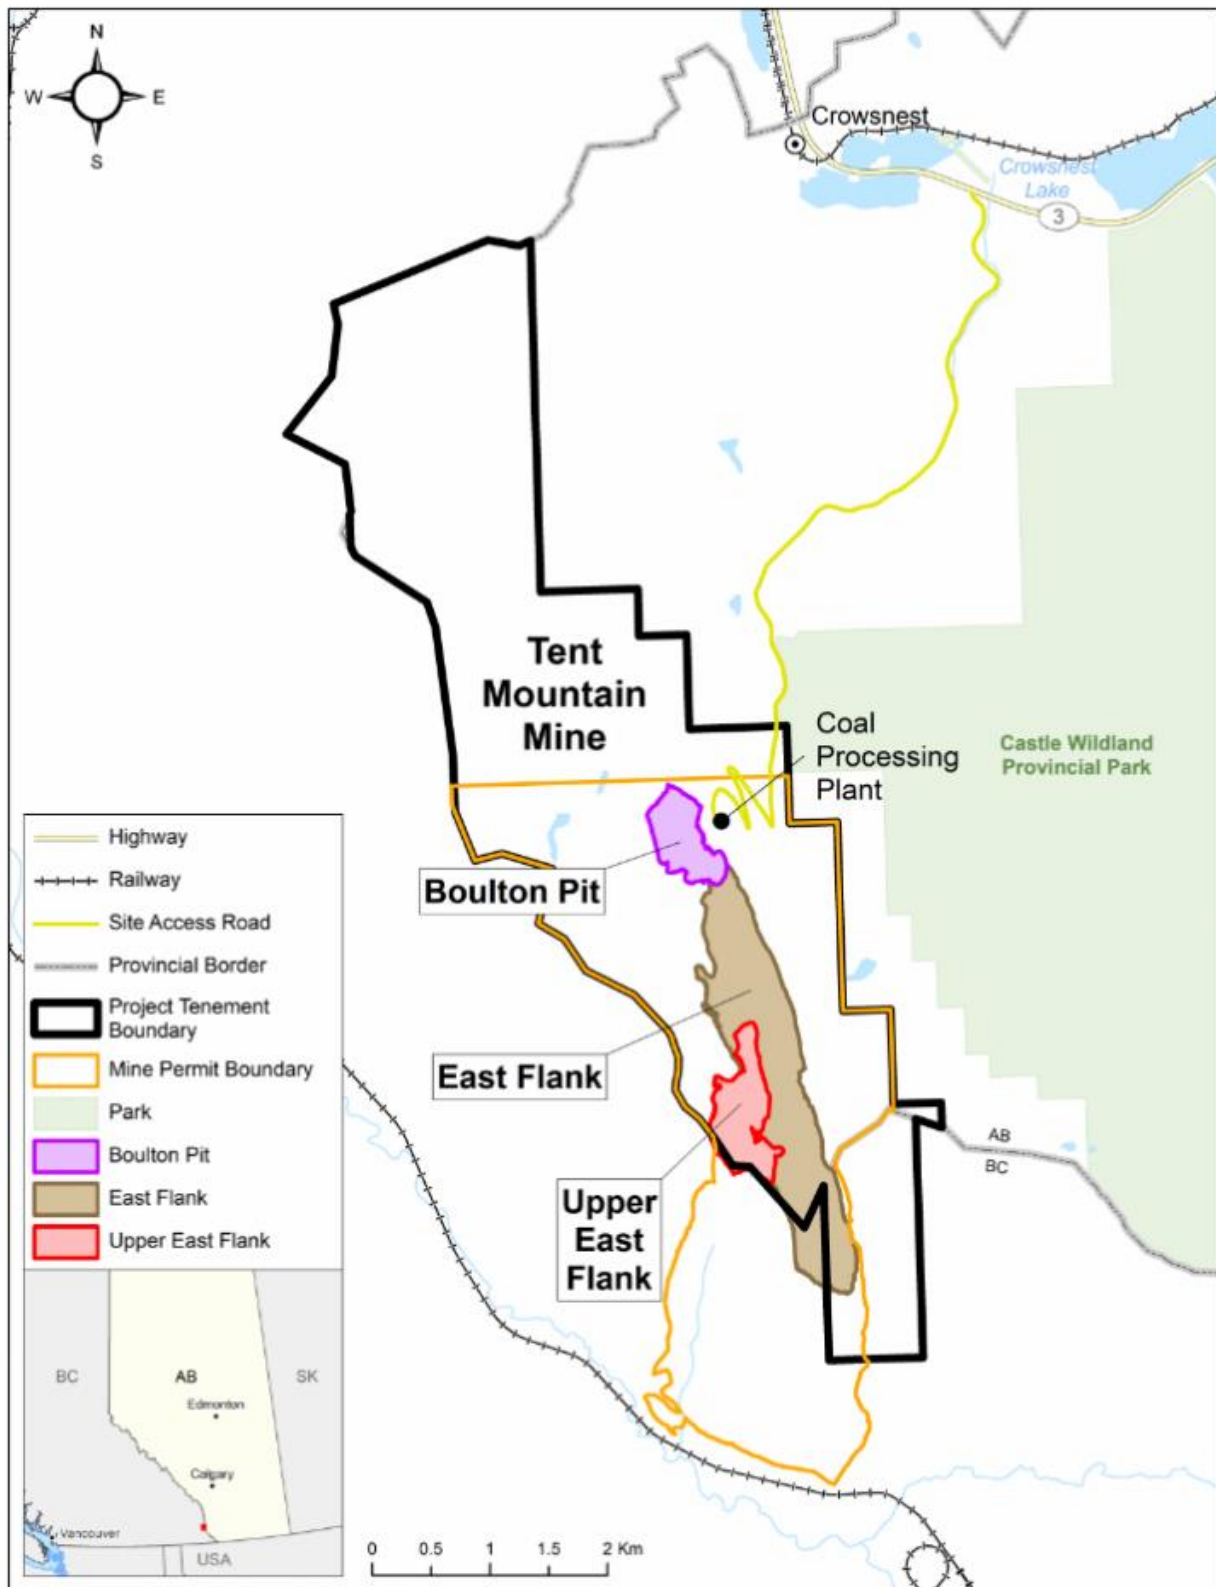 N
W E
S
Crowsnest
Crowsnest
Lake
3
Tent
Mountain
Mine
Coal
Processing
Plant
Castle Wildland
Provincial Park
Boulton Pit
East Flank
Upper
East
Flank
AB
BC
Highway
Railway
Site Access Road
Provincial Border
Project Tenement
Boundary
Mine Permit Boundary
Park
Boulton Pit
East Flank
Upper East Flank
BC
AB
SK
Edmonton
Calgary
Vancouver
USA
0 0.5 1 1.5 2 Km